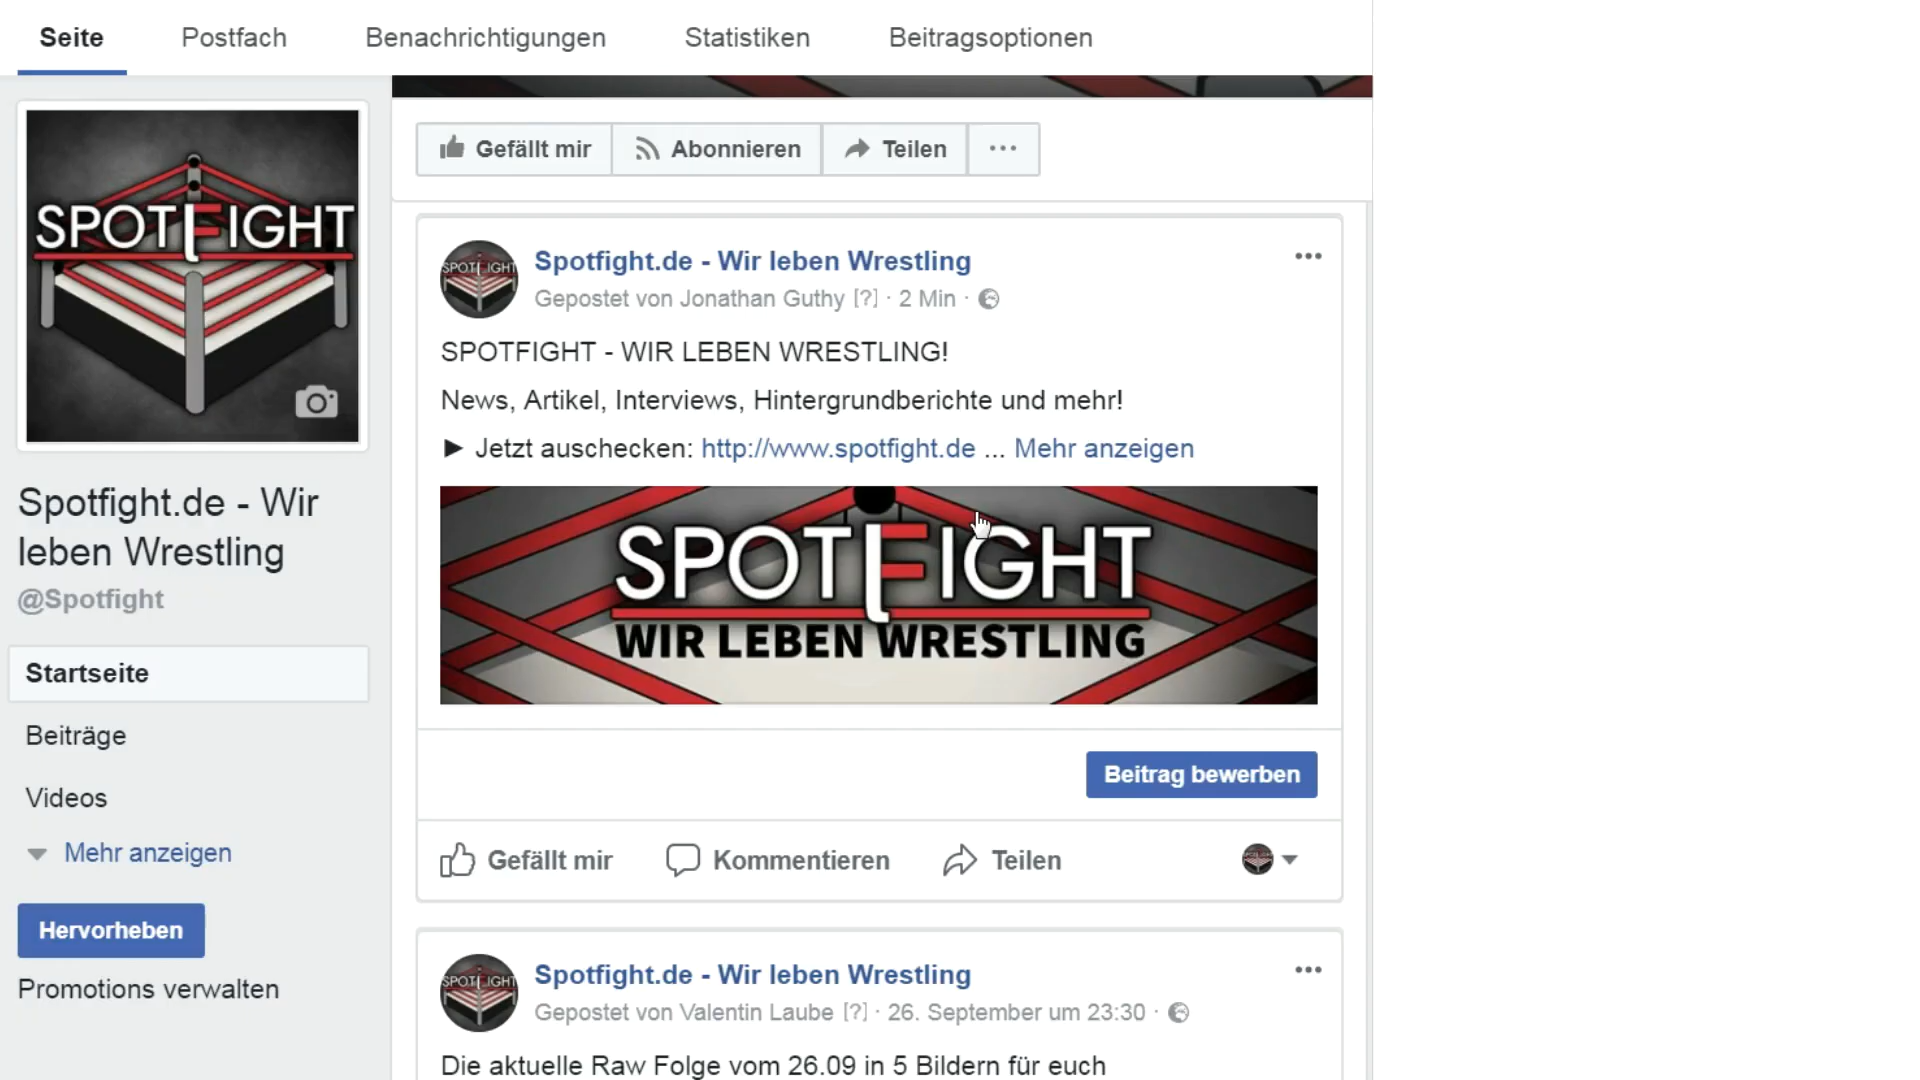 Seite Postfach Benachrichtigungen Statistiken Beitragsoptionen
SPOTFIGHT
Spotfight.de - Wir
leben Wrestling
@Spotfight
Startseite
Beiträge
Videos
Mehr anzeigen
Hervorheben
Promotions verwalten
Gefällt mir Abonnieren Teilen ...
SPOTFIGHT
Spotfight.de - Wir leben Wrestling
Gepostet von Jonathan Guthy [?] · 2 Min ·
SPOTFIGHT - WIR LEBEN WRESTLING!
News, Artikel, Interviews, Hintergrundberichte und mehr!
► Jetzt auschecken: http://www.spotfight.de ... Mehr anzeigen
SPOTFIGHT
WIR LEBEN WRESTLING
Beitrag bewerben
Gefällt mir Kommentieren Teilen
SPOTFIGHT
Spotfight.de - Wir leben Wrestling
Gepostet von Valentin Laube [?] · 26. September um 23:30 ·
Die aktuelle Raw Folge vom 26.09 in 5 Bildern für euch